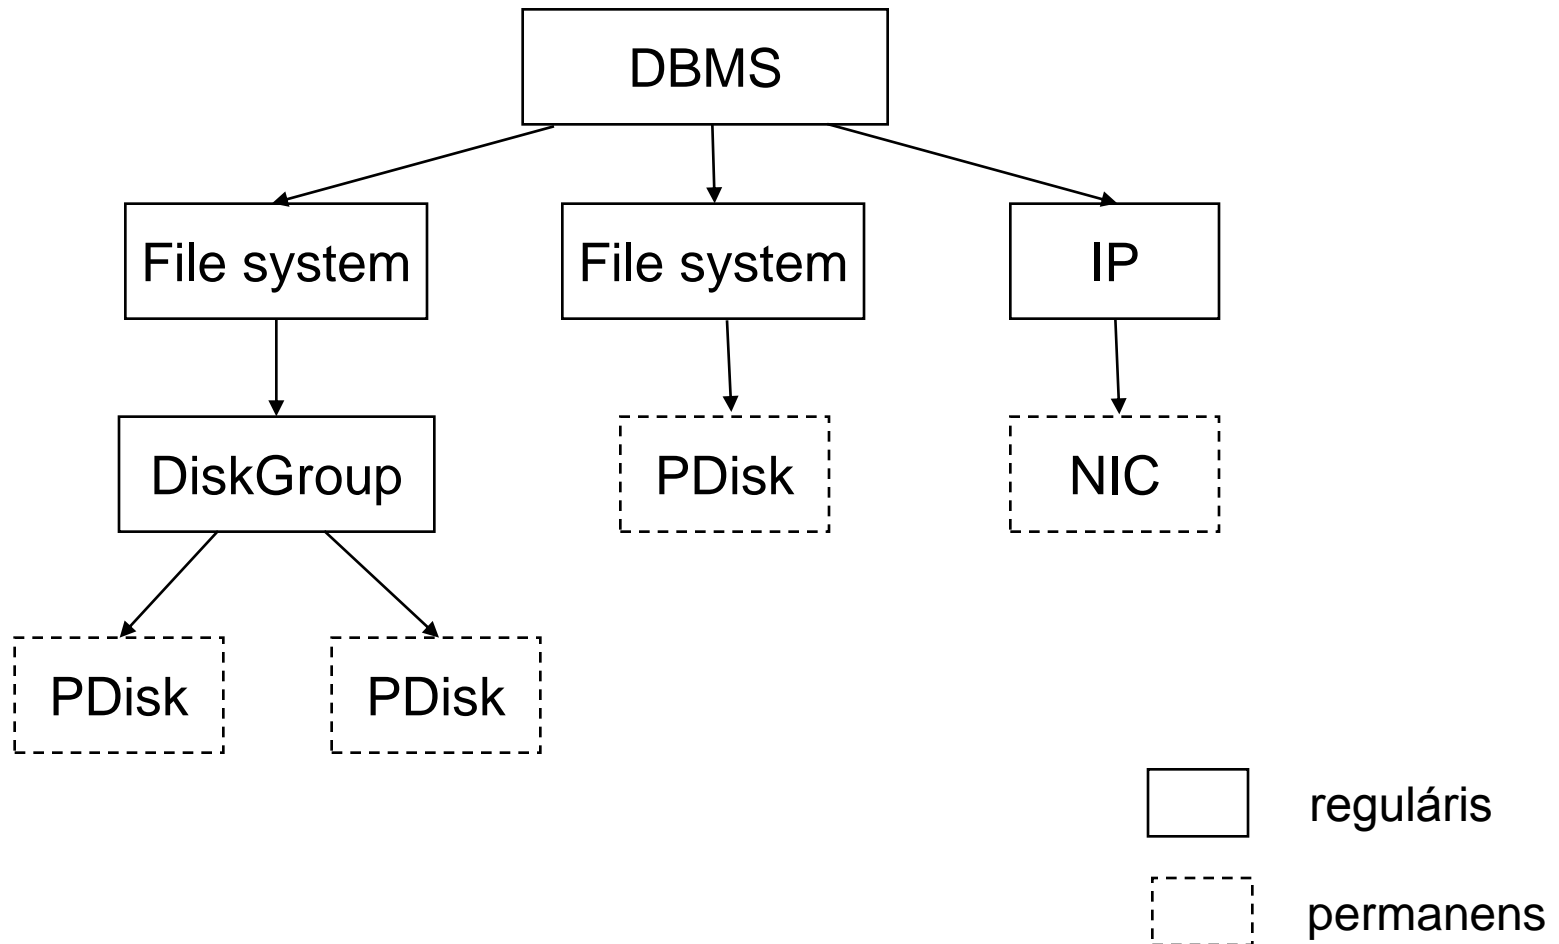 DBMS
File system
File system
IP
DiskGroup
PDisk
NIC
PDisk
PDisk
reguláris
permanens